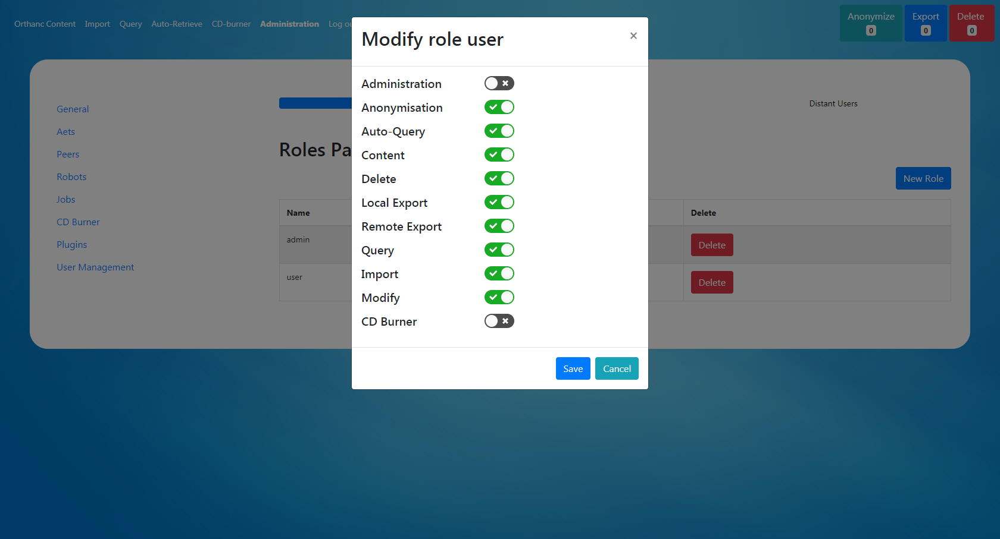 Orthanc Content Import Query Auto-Retrieve CD-burner Administration Log ou
Anonymize
0
Export
0
Delete
0
Modify role user
×
Administration
Anonymisation
Auto-Query
Content
Delete
Local Export
Remote Export
Query
Import
Modify
CD Burner
Save Cancel
General
Aets
Peers
Robots
Jobs
CD Burner
Plugins
User Management
Distant Users
Roles Pa
New Role
Name Delete
admin Delete
user Delete